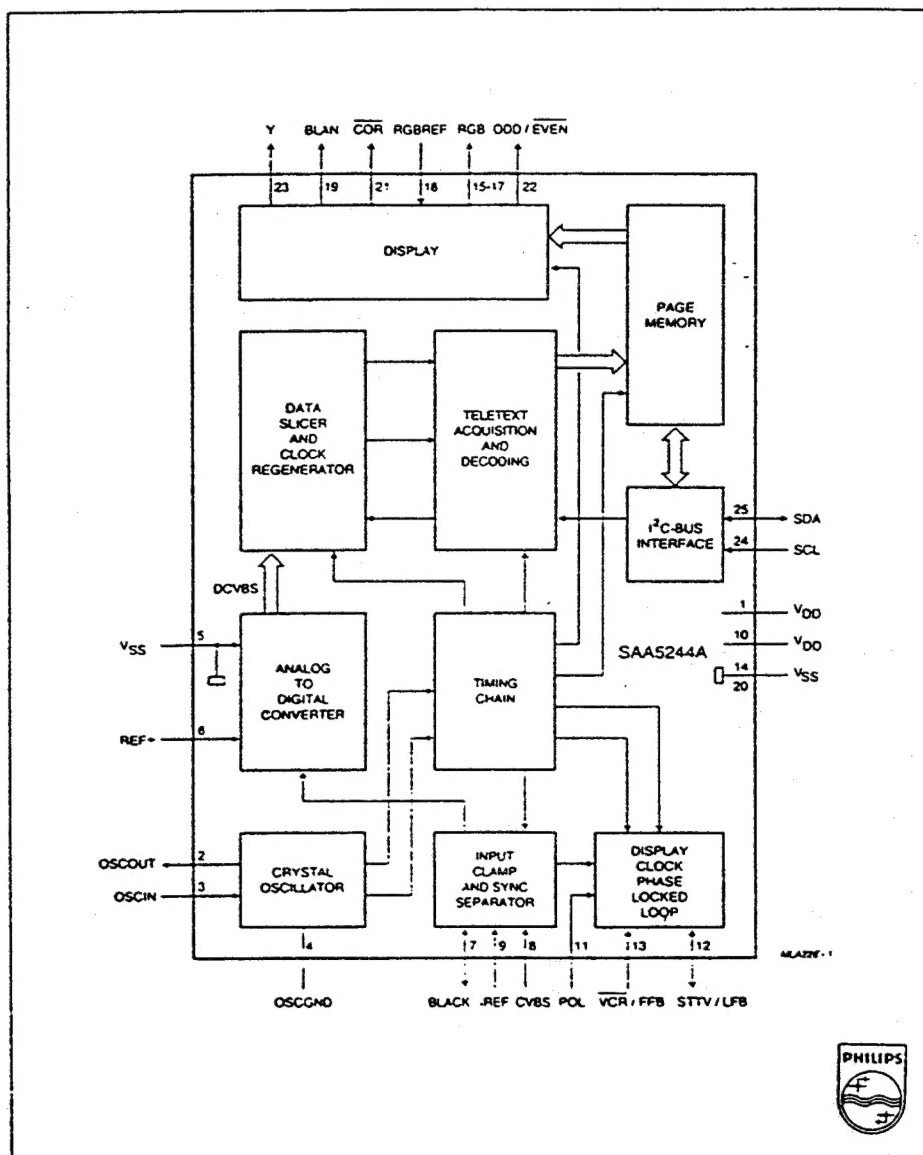 Y BLAN COR RGBREF RGB ODD / EVEN
23 19 21 18 15-17 22
DISPLAY
PAGE
MEMORY
DATA
SLICER
AND
CLOCK
REGENERATOR
TELETEXT
ACQUISITION
AND
DECODING
I²C-BUS
INTERFACE
25 SDA
24 SCL
DCVBS
1 VDD
10 VDD
SAA5244A
14 VSS
20
VSS 5
ANALOG
TO
DIGITAL
CONVERTER
REF+ 6
TIMING
CHAIN
OSCOUT 2
OSCIN 3
CRYSTAL
OSCILLATOR
INPUT
CLAMP
AND SYNC
SEPARATOR
DISPLAY
CLOCK
PHASE
LOCKED
LOOP
4 7 9 8 11 13 12
OSCGND BLACK -REF CVBS POL VCR / FFB STTV / LFB
PHILIPS